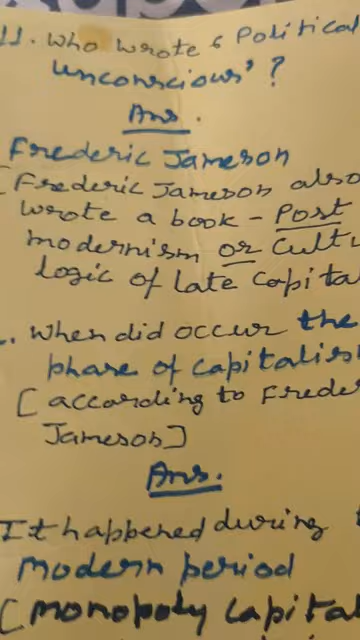 11. Who wrote 'Political
unconscious'?
Ans.
Frederic Jameson
[Frederic Jameson also
wrote a book - Post
modernism or Cultu
logic of late Capita
. When did occur the
phase of capitalis
[according to Freder
Jameson]
Ans.
It happened during
modern period
[monopoly Capital